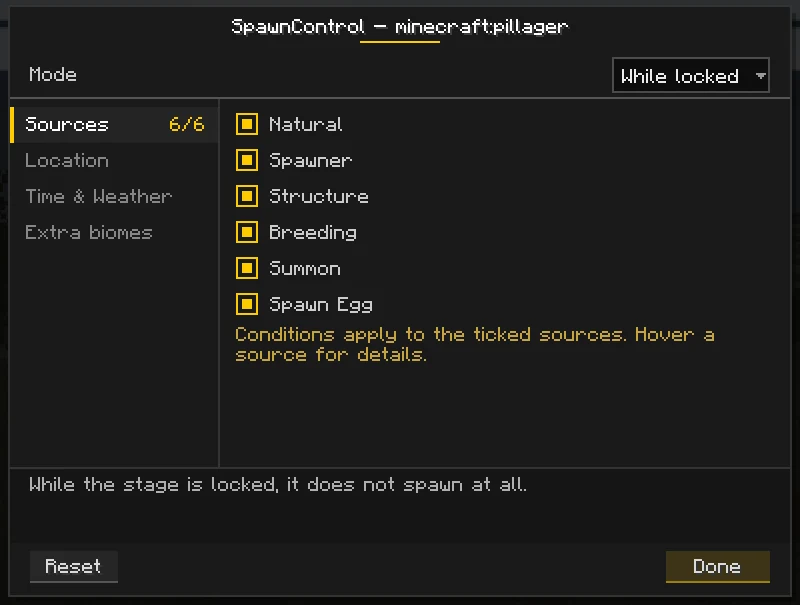 SpawnControl — minecraft:pillager
Mode
While locked
Sources 6/6
Location
Time & Weather
Extra biomes
Natural
Spawner
Structure
Breeding
Summon
Spawn Egg
Conditions apply to the ticked sources. Hover a
source for details.
While the stage is locked, it does not spawn at all.
Reset
Done